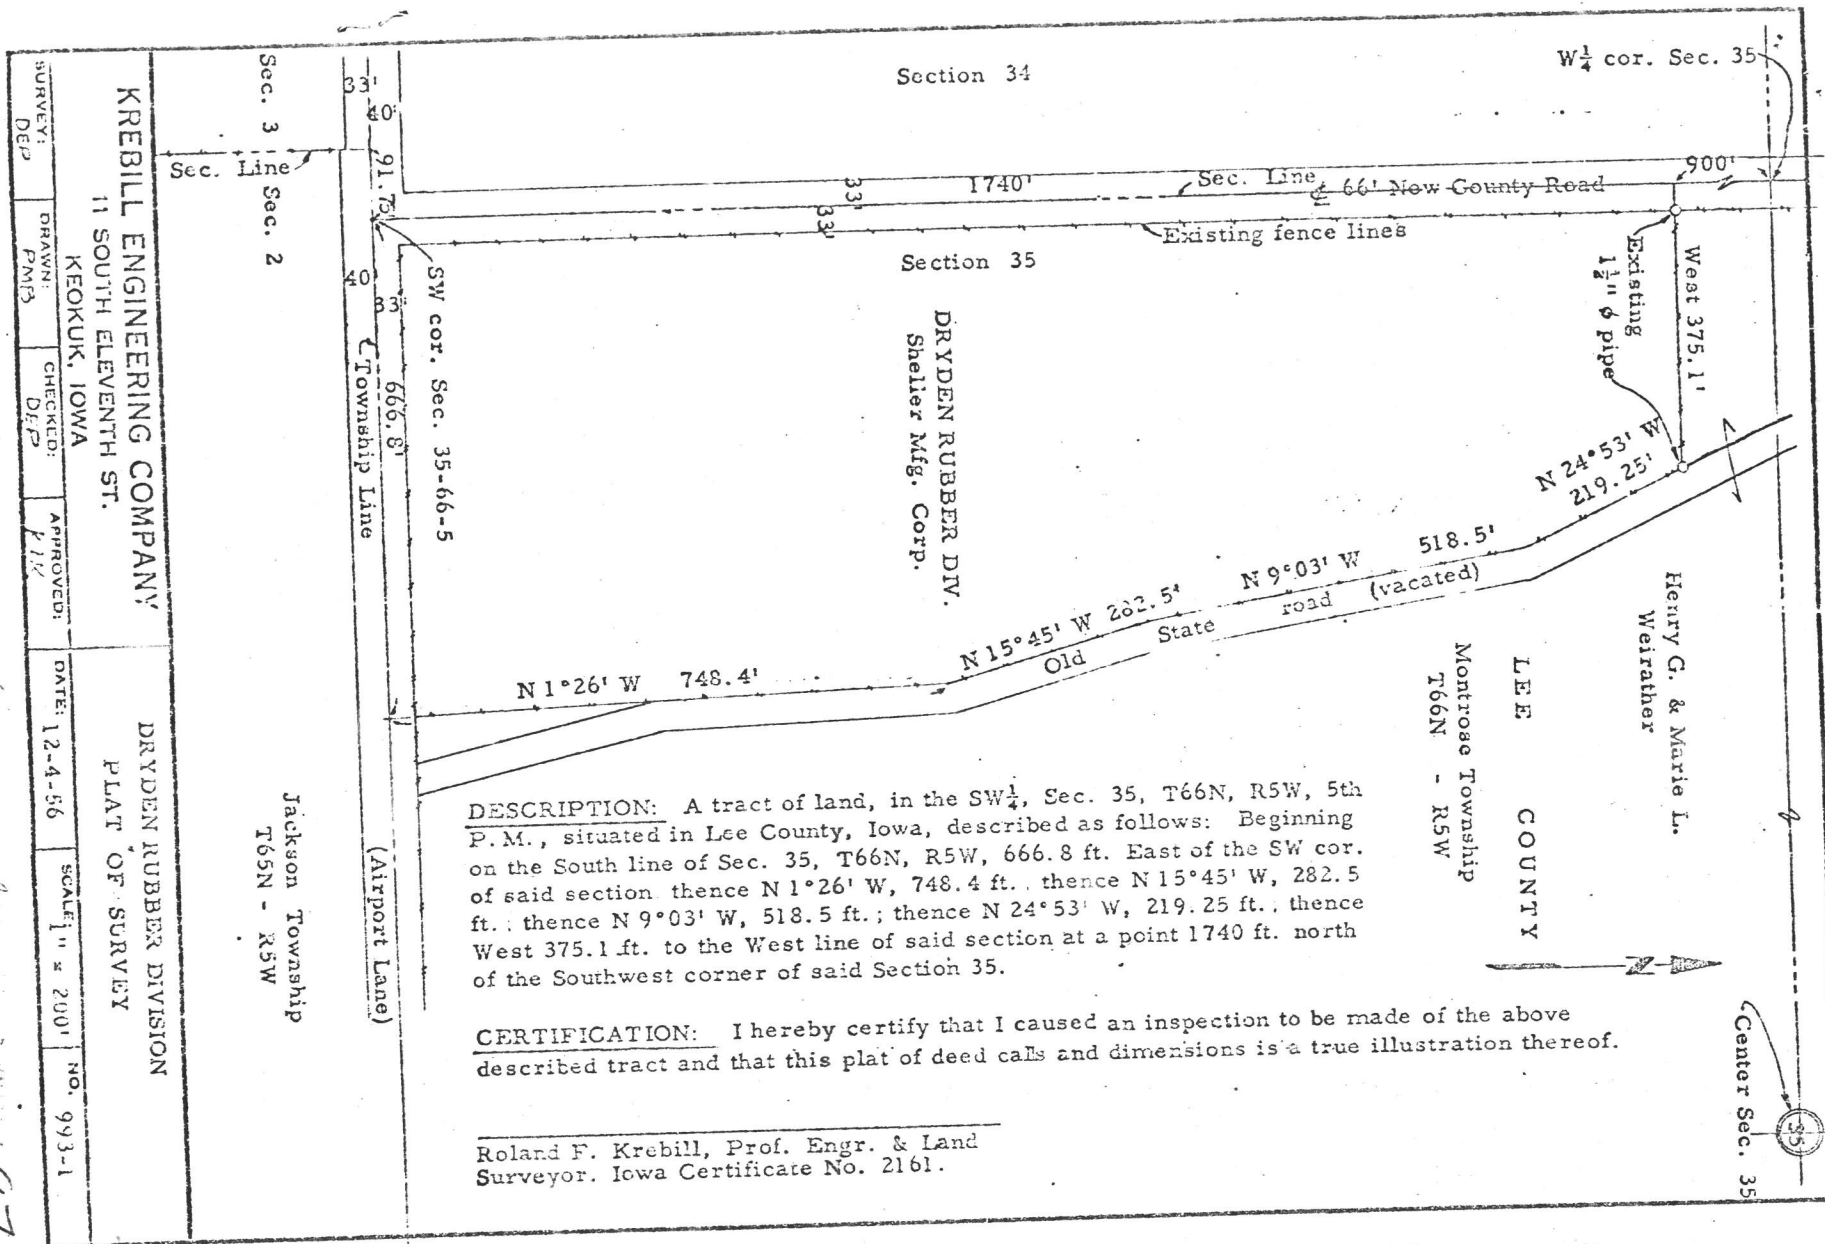 Section 34
W¼ cor. Sec. 35
Sec. 3
Sec. 2
Sec. Line
33'
40'
91.75
1740'
33'
33'
Sec. Line
₵ 66' New County Road
900'
Existing fence lines
Section 35
SW cor. Sec. 35-66-5
40'
33'
₵ Township Line
666.8'
(Airport Lane)
DRYDEN RUBBER DIV.
Sheller Mfg. Corp.
Existing
1½" ϕ pipe
West 375.1'
N 24°53' W
219.25'
N 9°03' W 518.5'
N 15°45' W 282.5'
N 1°26' W 748.4'
Old State road (vacated)
Henry G. & Marie L.
Weirather
LEE COUNTY
Montrose Township
T66N - R5W
Jackson Township
T65N - R5W
N
Center Sec. 35
35
DESCRIPTION: A tract of land, in the SW¼, Sec. 35, T66N, R5W, 5th
P. M., situated in Lee County, Iowa, described as follows: Beginning
on the South line of Sec. 35, T66N, R5W, 666.8 ft. East of the SW cor.
of said section thence N 1°26' W, 748.4 ft., thence N 15°45' W, 282.5
ft.; thence N 9°03' W, 518.5 ft.; thence N 24°53' W, 219.25 ft.; thence
West 375.1 ft. to the West line of said section at a point 1740 ft. north
of the Southwest corner of said Section 35.
CERTIFICATION: I hereby certify that I caused an inspection to be made of the above
described tract and that this plat of deed calls and dimensions is a true illustration thereof.
Roland F. Krebill, Prof. Engr. & Land
Surveyor. Iowa Certificate No. 2161.
KREBILL ENGINEERING COMPANY
11 SOUTH ELEVENTH ST.
KEOKUK, IOWA
SURVEY: DEP
DRAWN: PMB
CHECKED: DEP
APPROVED:
DRYDEN RUBBER DIVISION
PLAT OF SURVEY
DATE: 12-4-56
SCALE: 1" = 200'
NO. 993-1